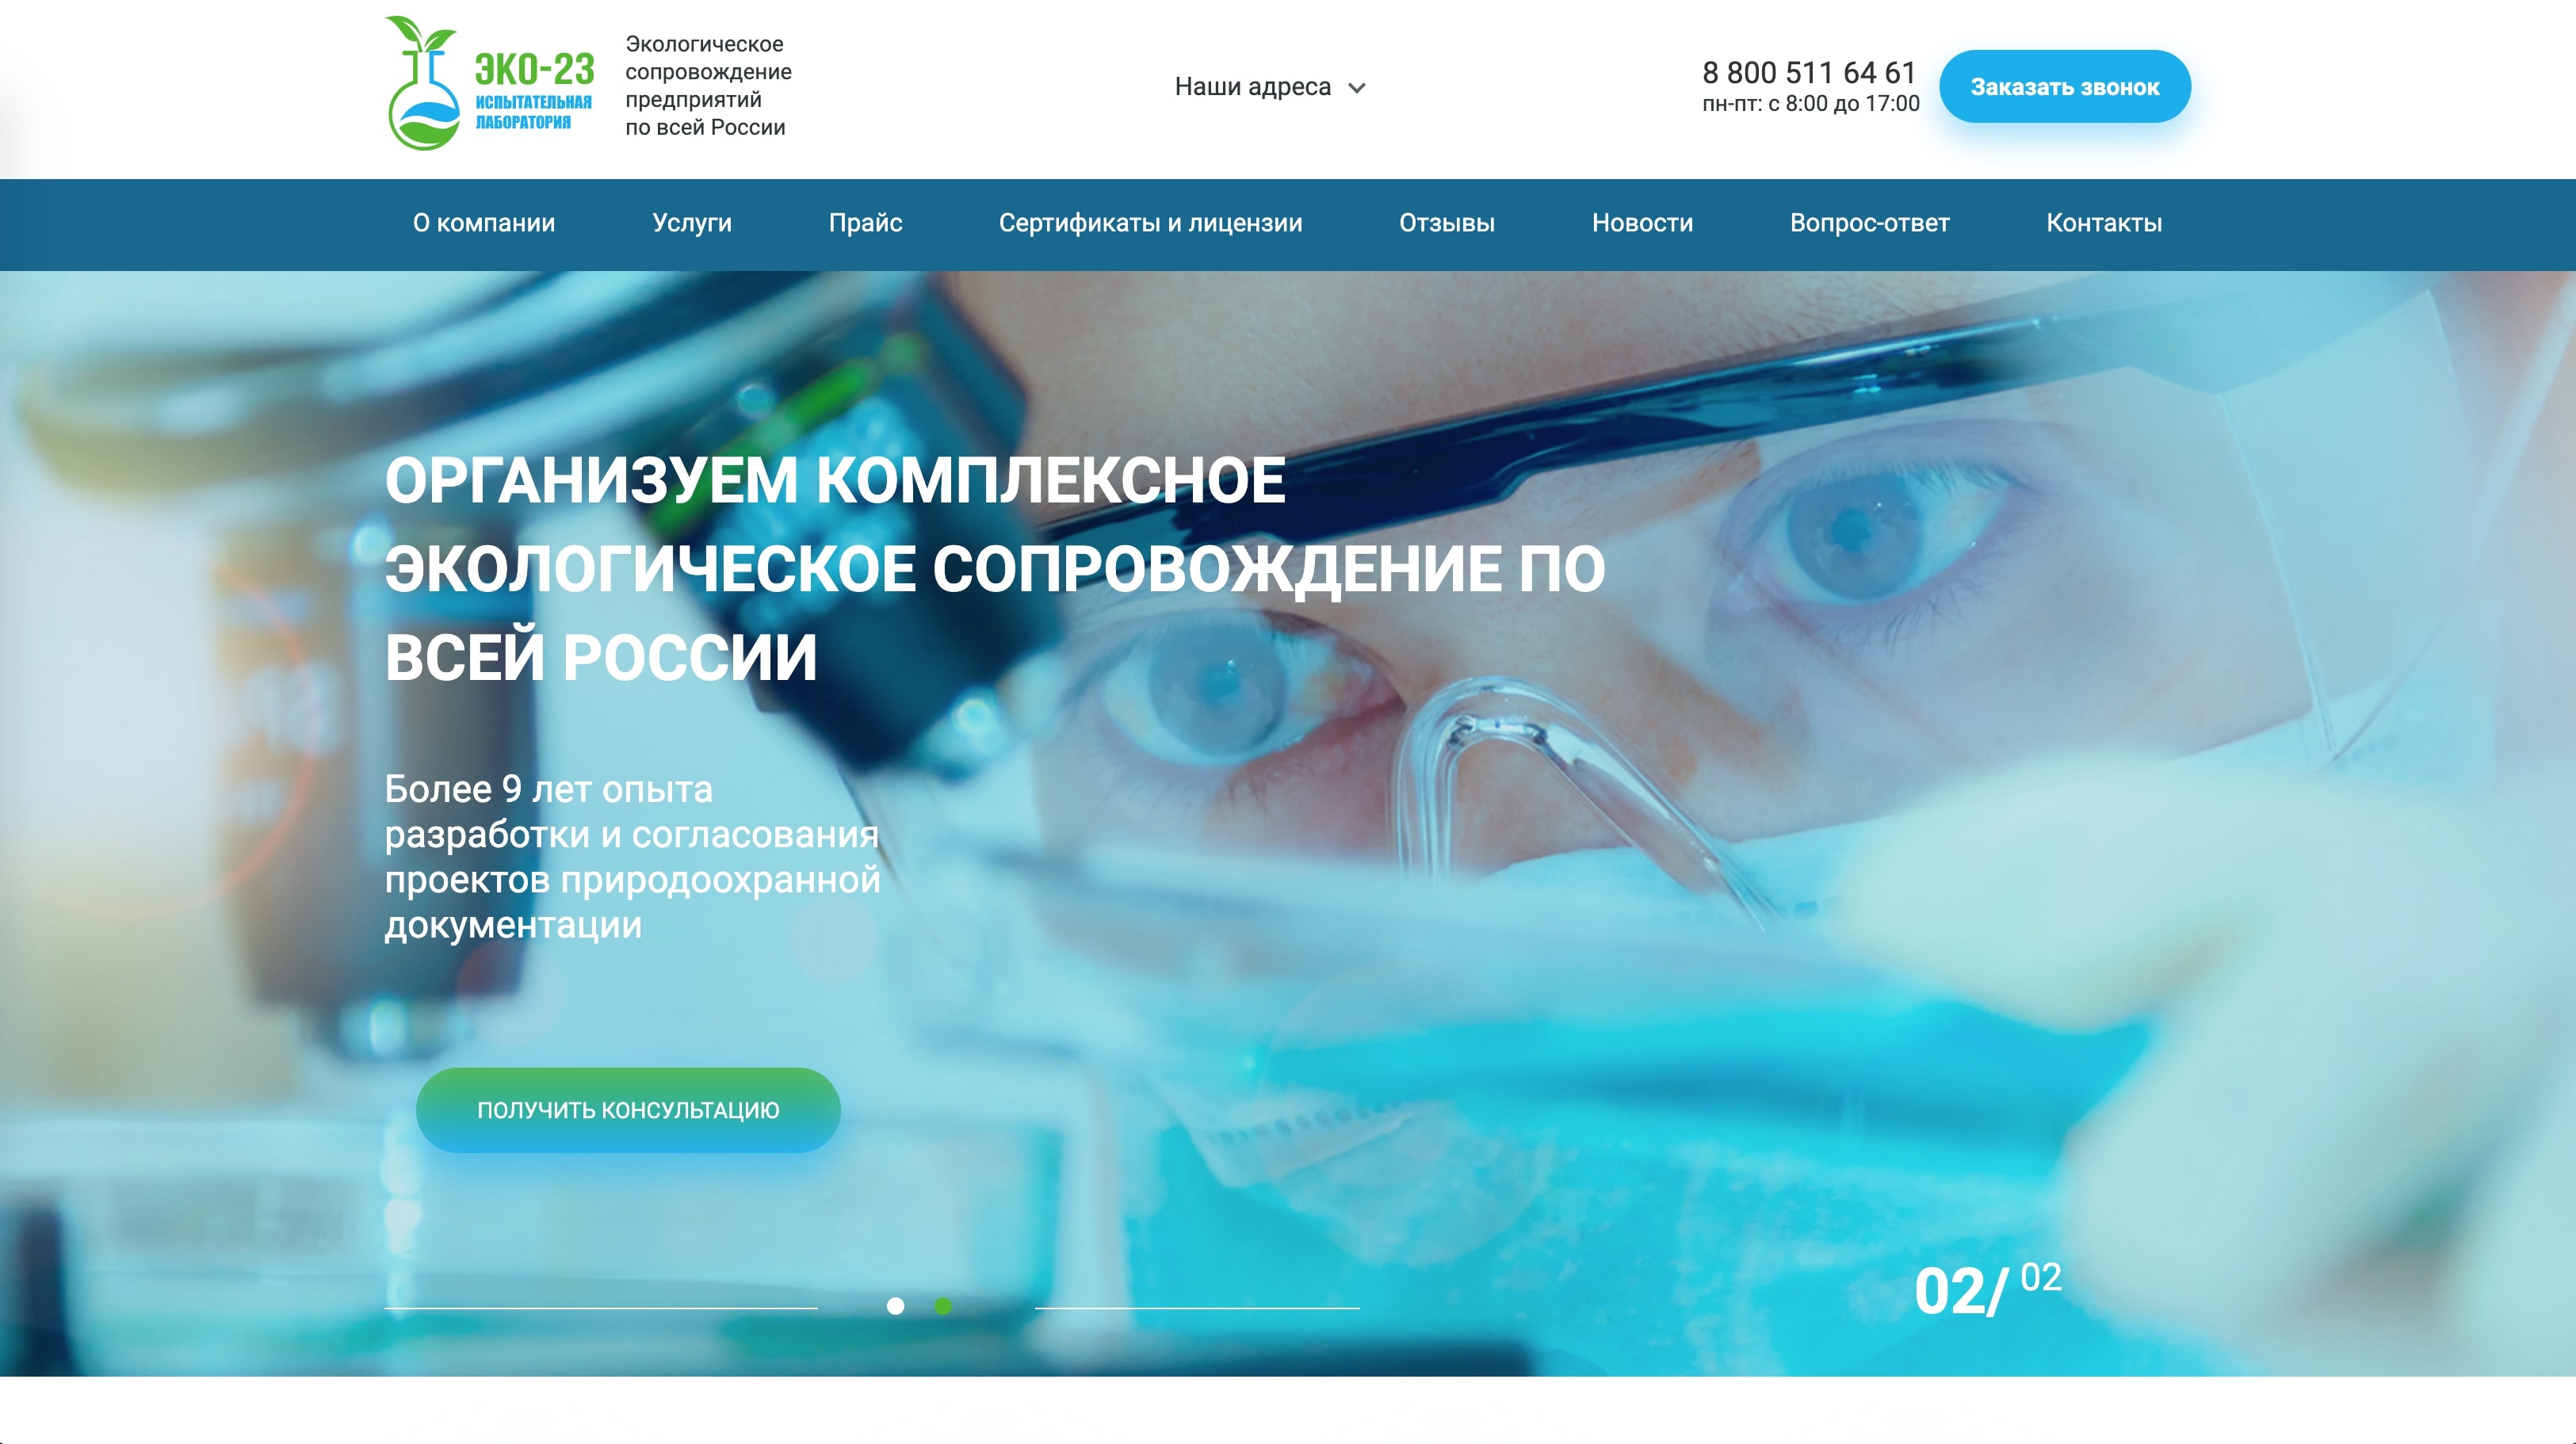 ЭКО-23
ИСПЫТАТЕЛЬНАЯ
ЛАБОРАТОРИЯ
Экологическое
сопровождение
предприятий
по всей России
Наши адреса
8 800 511 64 61
пн-пт: с 8:00 до 17:00
Заказать звонок
О компании Услуги Прайс Сертификаты и лицензии Отзывы Новости Вопрос-ответ Контакты
ОРГАНИЗУЕМ КОМПЛЕКСНОЕ
ЭКОЛОГИЧЕСКОЕ СОПРОВОЖДЕНИЕ ПО
ВСЕЙ РОССИИ
Более 9 лет опыта
разработки и согласования
проектов природоохранной
документации
ПОЛУЧИТЬ КОНСУЛЬТАЦИЮ
02/ 02